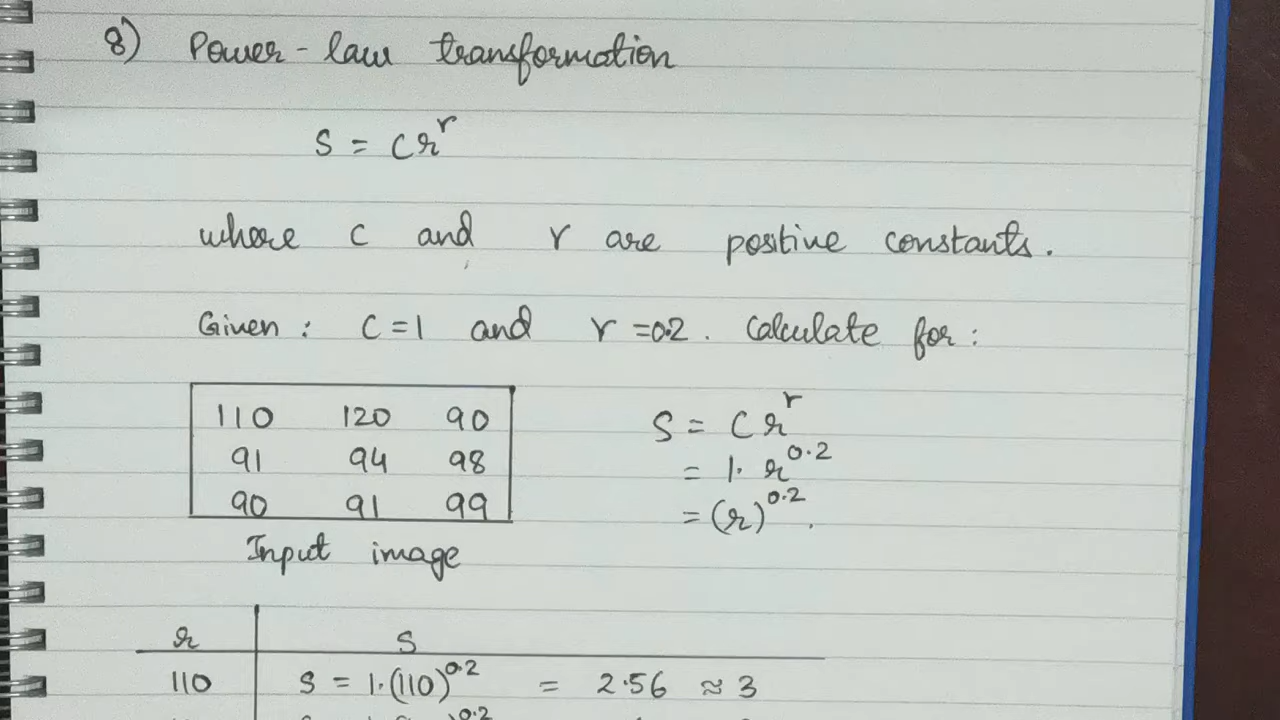 8) Power-law transformation
S = Cr^γ
where C and γ are positive constants.
Given: C=1 and γ=0.2. Calculate for:
110 120 90
91 94 98
90 91 99
Input image
S = Cr^γ
= 1. r^0.2
= (r)^0.2.
r S
110 S = 1.(110)^0.2 = 2.56 ≈ 3